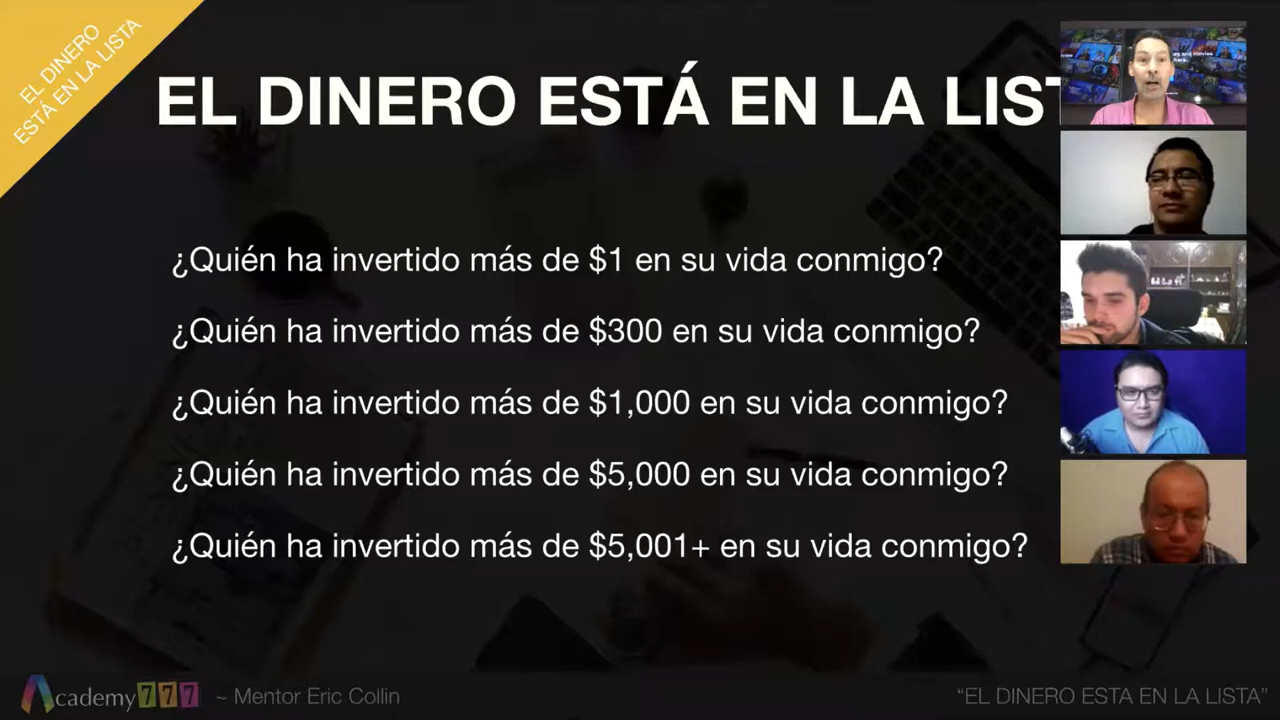 EL DINERO
ESTÁ EN LA LISTA
EL DINERO ESTÁ EN LA LIST
¿Quién ha invertido más de $1 en su vida conmigo?
¿Quién ha invertido más de $300 en su vida conmigo?
¿Quién ha invertido más de $1,000 en su vida conmigo?
¿Quién ha invertido más de $5,000 en su vida conmigo?
¿Quién ha invertido más de $5,001+ en su vida conmigo?
Academy777 ~ Mentor Eric Collin
“EL DINERO ESTA EN LA LISTA”